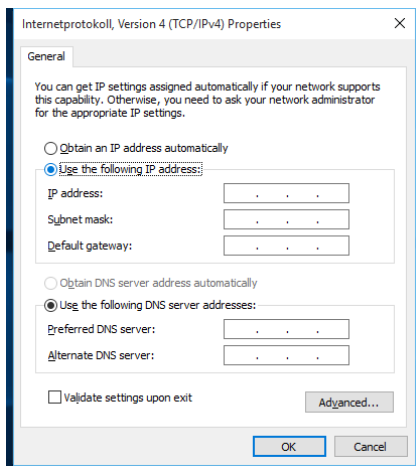 Internetprotokoll, Version 4 (TCP/IPv4) Properties
General
You can get IP settings assigned automatically if your network supports
this capability. Otherwise, you need to ask your network administrator
for the appropriate IP settings.
Obtain an IP address automatically
Use the following IP address:
IP address:
Subnet mask:
Default gateway:
Obtain DNS server address automatically
Use the following DNS server addresses:
Preferred DNS server:
Alternate DNS server:
Validate settings upon exit
Advanced...
OK Cancel